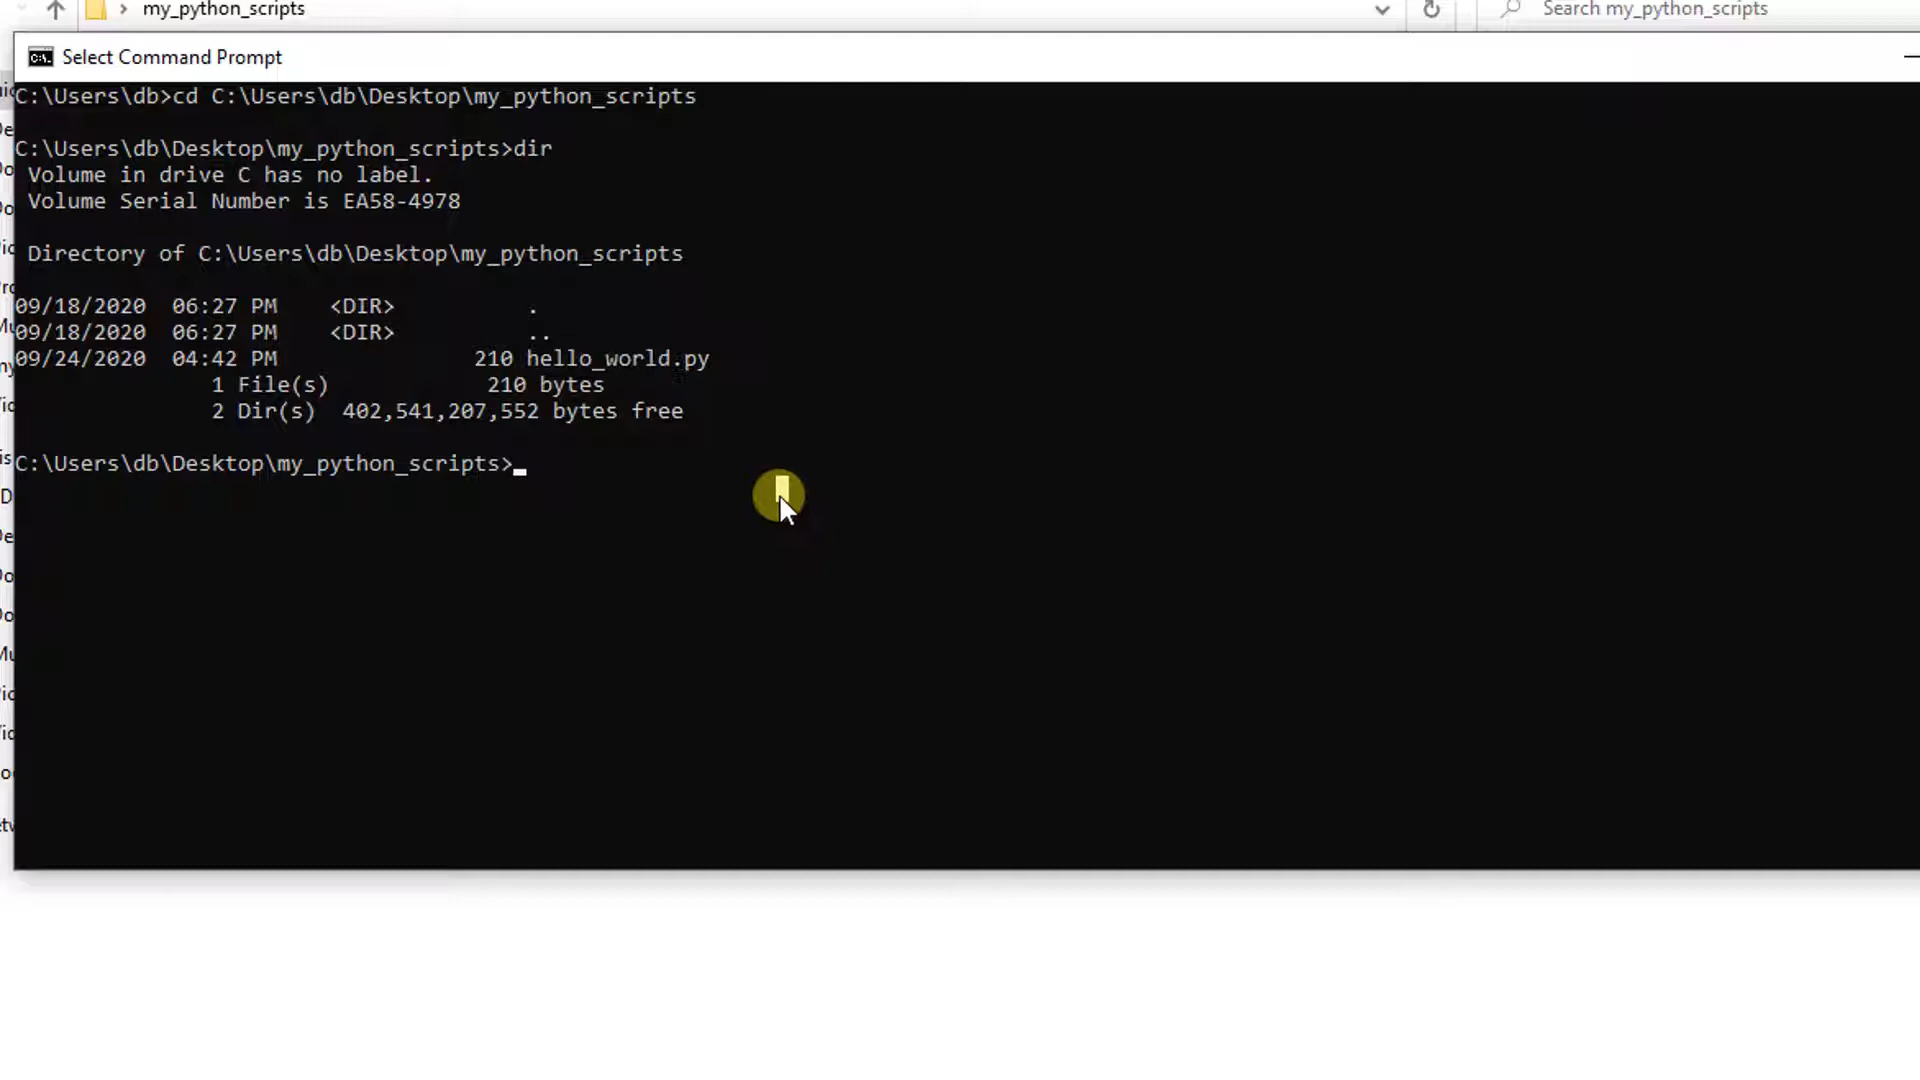 my_python_scripts
Search my_python_scripts
Select Command Prompt
C:\Users\db>cd C:\Users\db\Desktop\my_python_scripts
C:\Users\db\Desktop\my_python_scripts>dir
Volume in drive C has no label.
Volume Serial Number is EA58-4978
Directory of C:\Users\db\Desktop\my_python_scripts
09/18/2020  06:27 PM    <DIR>          .
09/18/2020  06:27 PM    <DIR>          ..
09/24/2020  04:42 PM               210 hello_world.py
1 File(s)            210 bytes
2 Dir(s)  402,541,207,552 bytes free
C:\Users\db\Desktop\my_python_scripts>